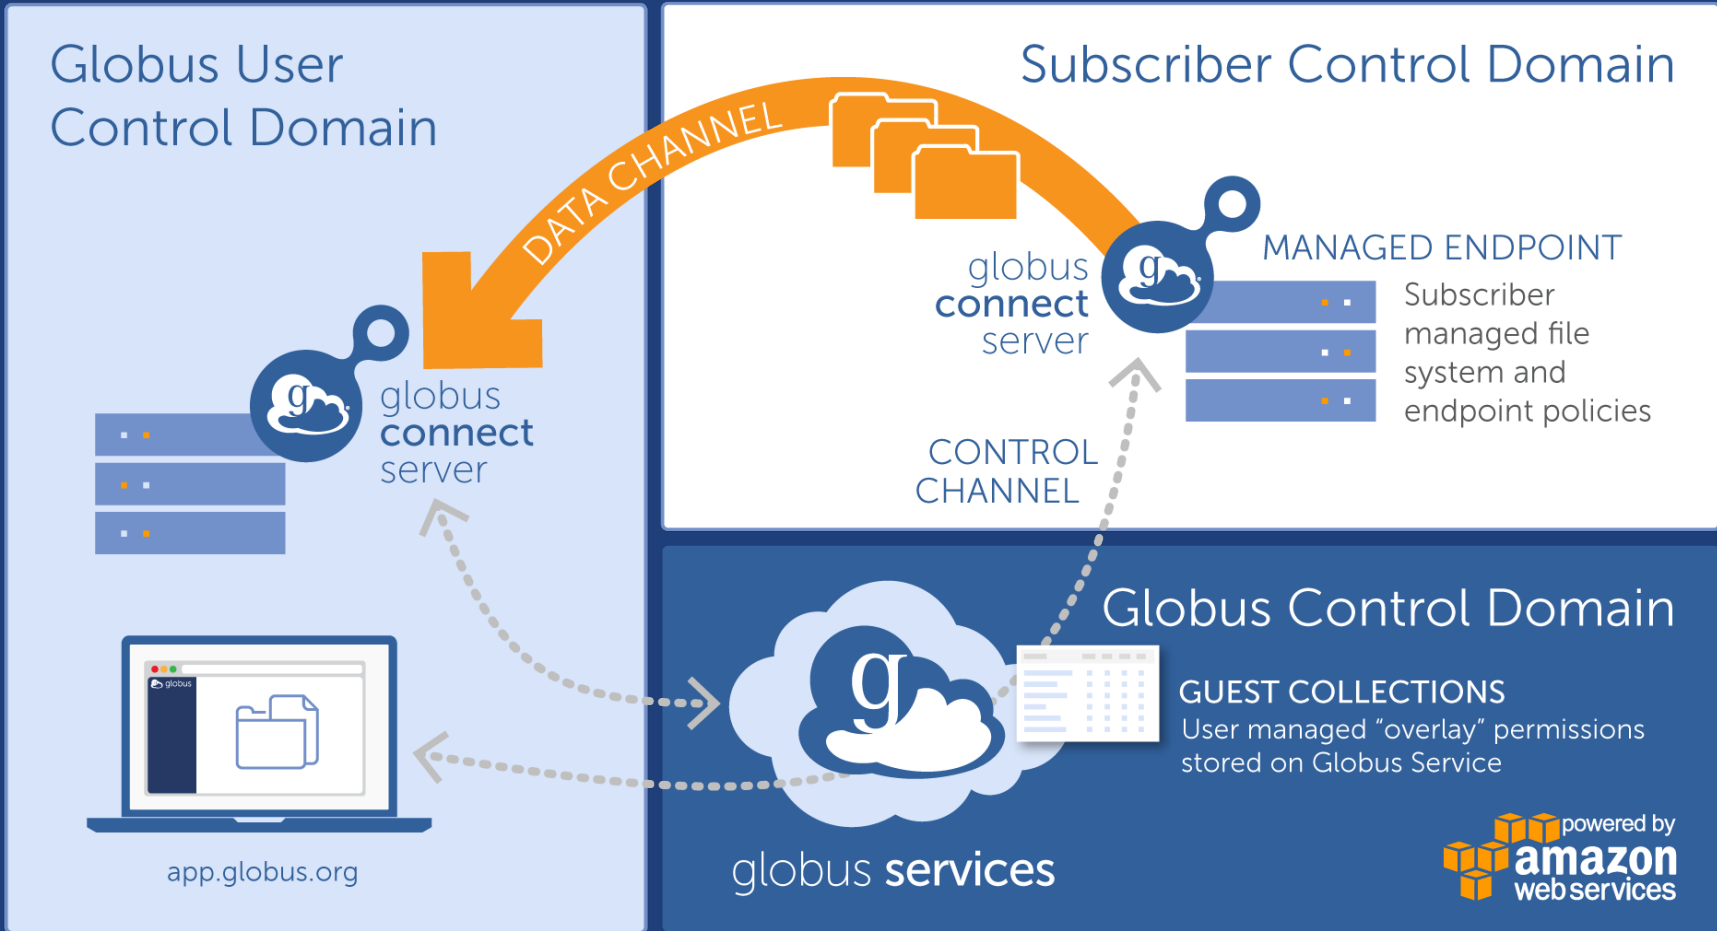 Globus User
Control Domain
Subscriber Control Domain
DATA CHANNEL
globus
connect
server
MANAGED ENDPOINT
Subscriber
managed file
system and
endpoint policies
g
globus
connect
server
g
CONTROL
CHANNEL
Globus Control Domain
g
GUEST COLLECTIONS
User managed “overlay” permissions
stored on Globus Service
globus
app.globus.org
globus services
powered by
amazon
web services